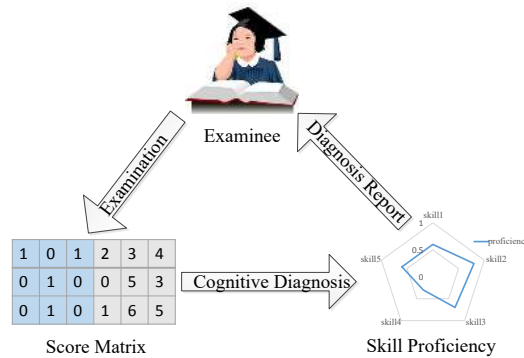 Examinee
Examination
Diagnosis Report
1 0 1 2 3 4
0 1 0 0 5 3
0 1 0 1 6 5
Score Matrix
Cognitive Diagnosis
skill1
1
proficiency
skill2
0.5
skill5
0
skill4
skill3
Skill Proficiency